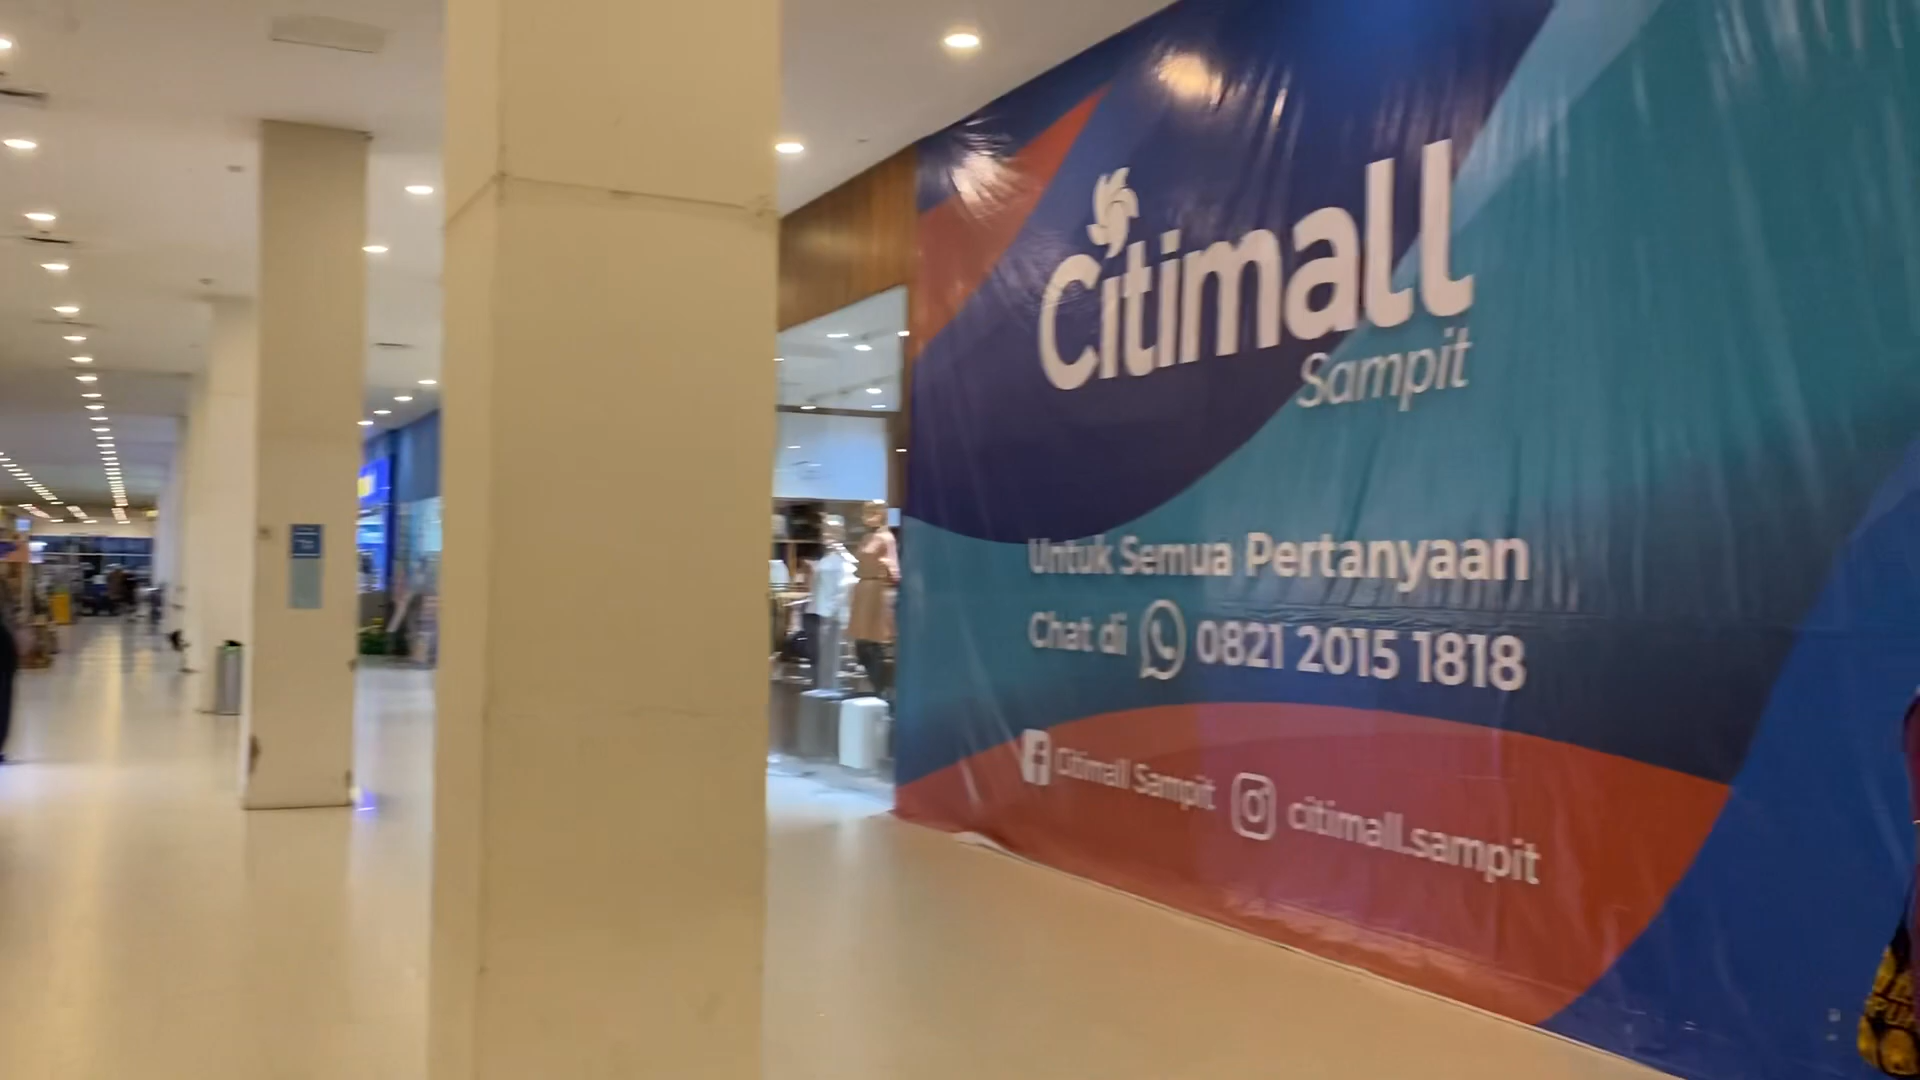 Citimall
Sampit
Untuk Semua Pertanyaan
Chat di 0821 2015 1818
Citimall Sampit citimall.sampit